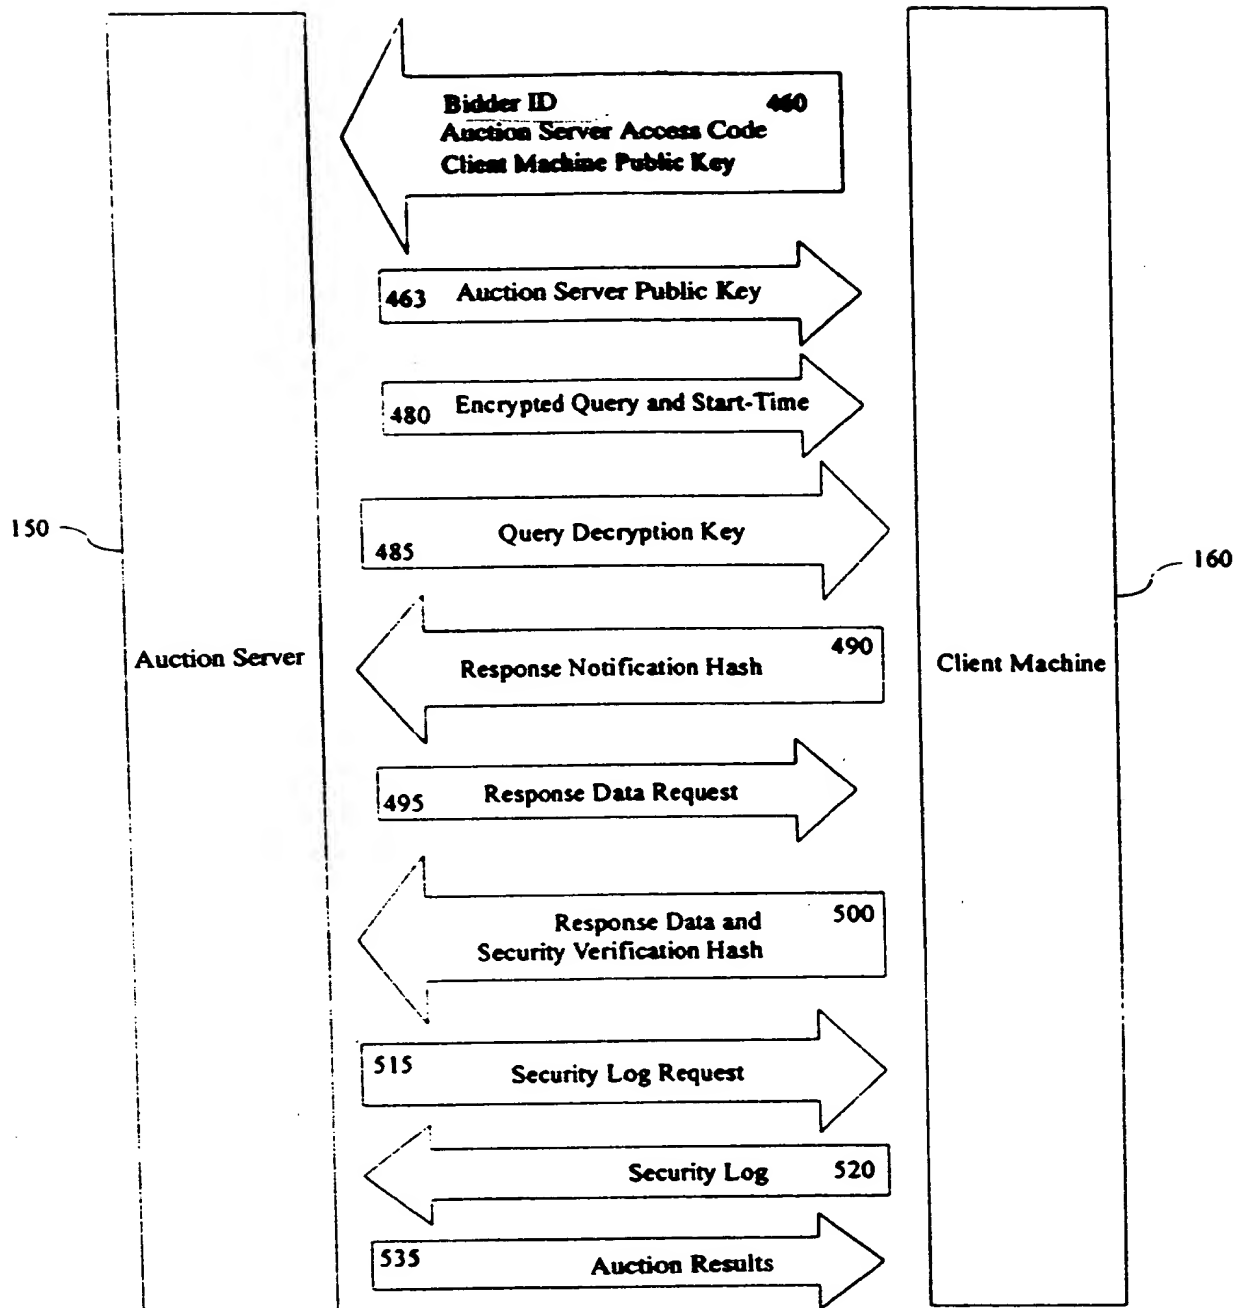 Bidder ID 460
Auction Server Access Code
Client Machine Public Key
463 Auction Server Public Key
480 Encrypted Query and Start-Time
150
485 Query Decryption Key
160
Auction Server
Response Notification Hash 490
Client Machine
495 Response Data Request
Response Data and 500
Security Verification Hash
515 Security Log Request
Security Log 520
535 Auction Results